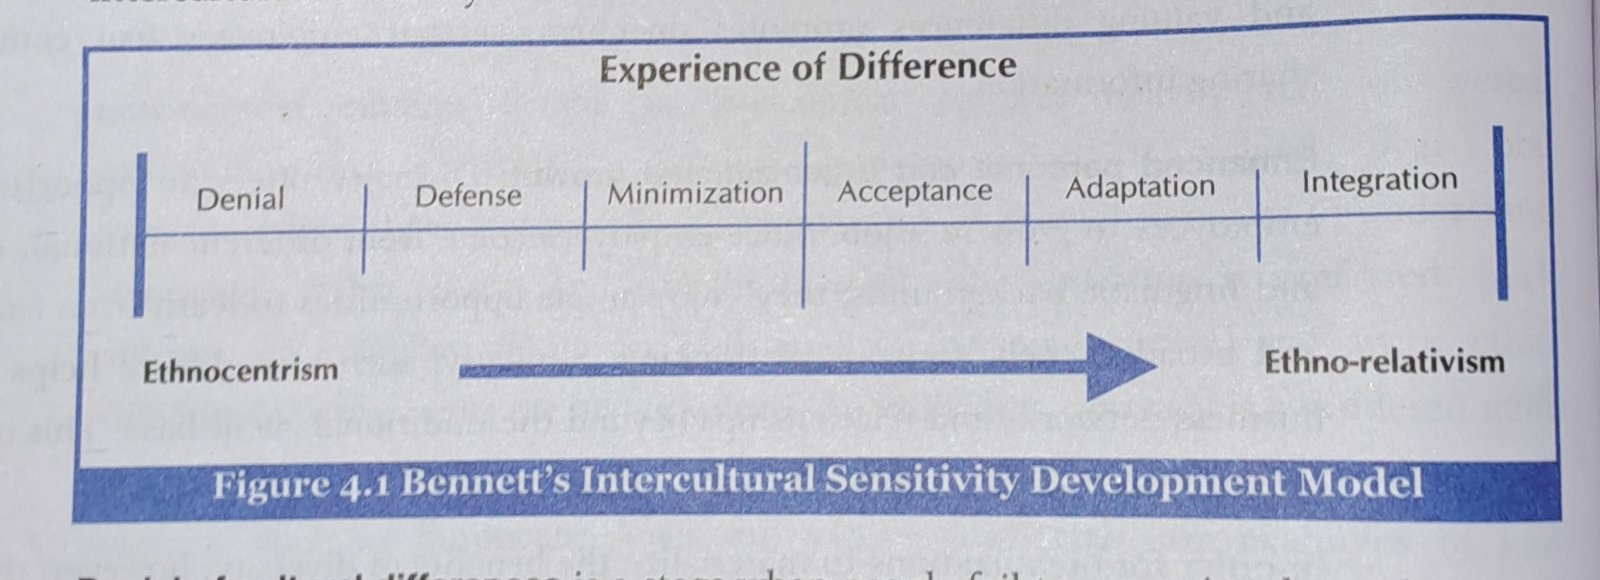 Experience of Difference
Denial Defense Minimization Acceptance Adaptation Integration
Ethnocentrism Ethno-relativism
Figure 4.1 Bennett's Intercultural Sensitivity Development Model